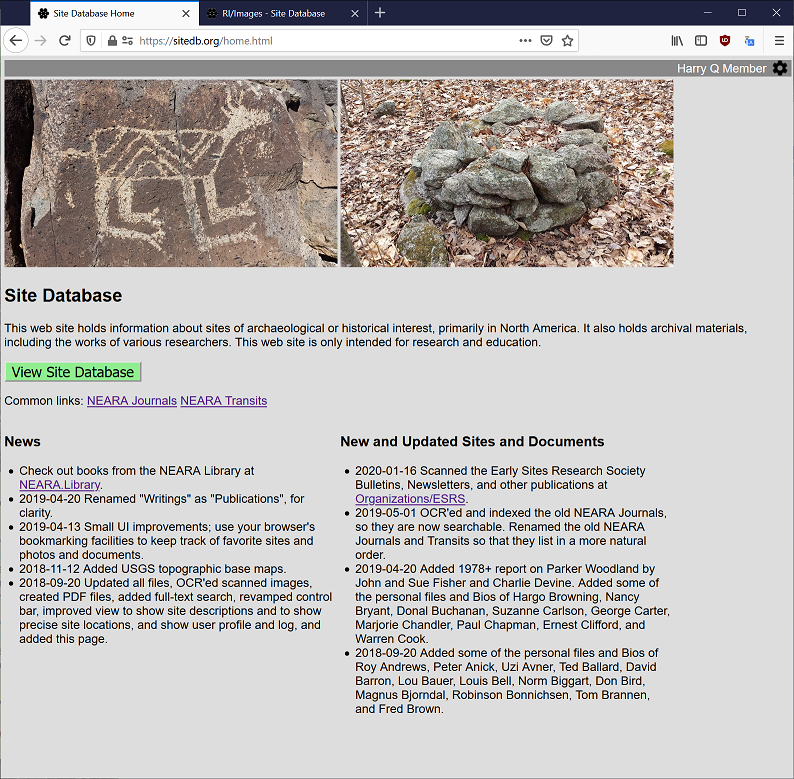 Site Database Home
RI/Images - Site Database
https://sitedb.org/home.html
Harry Q Member
Site Database
This web site holds information about sites of archaeological or historical interest, primarily in North America. It also holds archival materials,
including the works of various researchers. This web site is only intended for research and education.
View Site Database
Common links: NEARA Journals NEARA Transits
News
• Check out books from the NEARA Library at
NEARA.Library.
• 2019-04-20 Renamed "Writings" as "Publications", for
clarity.
• 2019-04-13 Small UI improvements; use your browser's
bookmarking facilities to keep track of favorite sites and
photos and documents.
• 2018-11-12 Added USGS topographic base maps.
• 2018-09-20 Updated all files, OCR'ed scanned images,
created PDF files, added full-text search, revamped control
bar, improved view to show site descriptions and to show
precise site locations, and show user profile and log, and
added this page.
New and Updated Sites and Documents
• 2020-01-16 Scanned the Early Sites Research Society
Bulletins, Newsletters, and other publications at
Organizations/ESRS.
• 2019-05-01 OCR'ed and indexed the old NEARA Journals,
so they are now searchable. Renamed the old NEARA
Journals and Transits so that they list in a more natural
order.
• 2019-04-20 Added 1978+ report on Parker Woodland by
John and Sue Fisher and Charlie Devine. Added some of
the personal files and Bios of Hargo Browning, Nancy
Bryant, Donal Buchanan, Suzanne Carlson, George Carter,
Marjorie Chandler, Paul Chapman, Ernest Clifford, and
Warren Cook.
• 2018-09-20 Added some of the personal files and Bios of
Roy Andrews, Peter Anick, Uzi Avner, Ted Ballard, David
Barron, Lou Bauer, Louis Bell, Norm Biggart, Don Bird,
Magnus Bjorndal, Robinson Bonnichsen, Tom Brannen,
and Fred Brown.